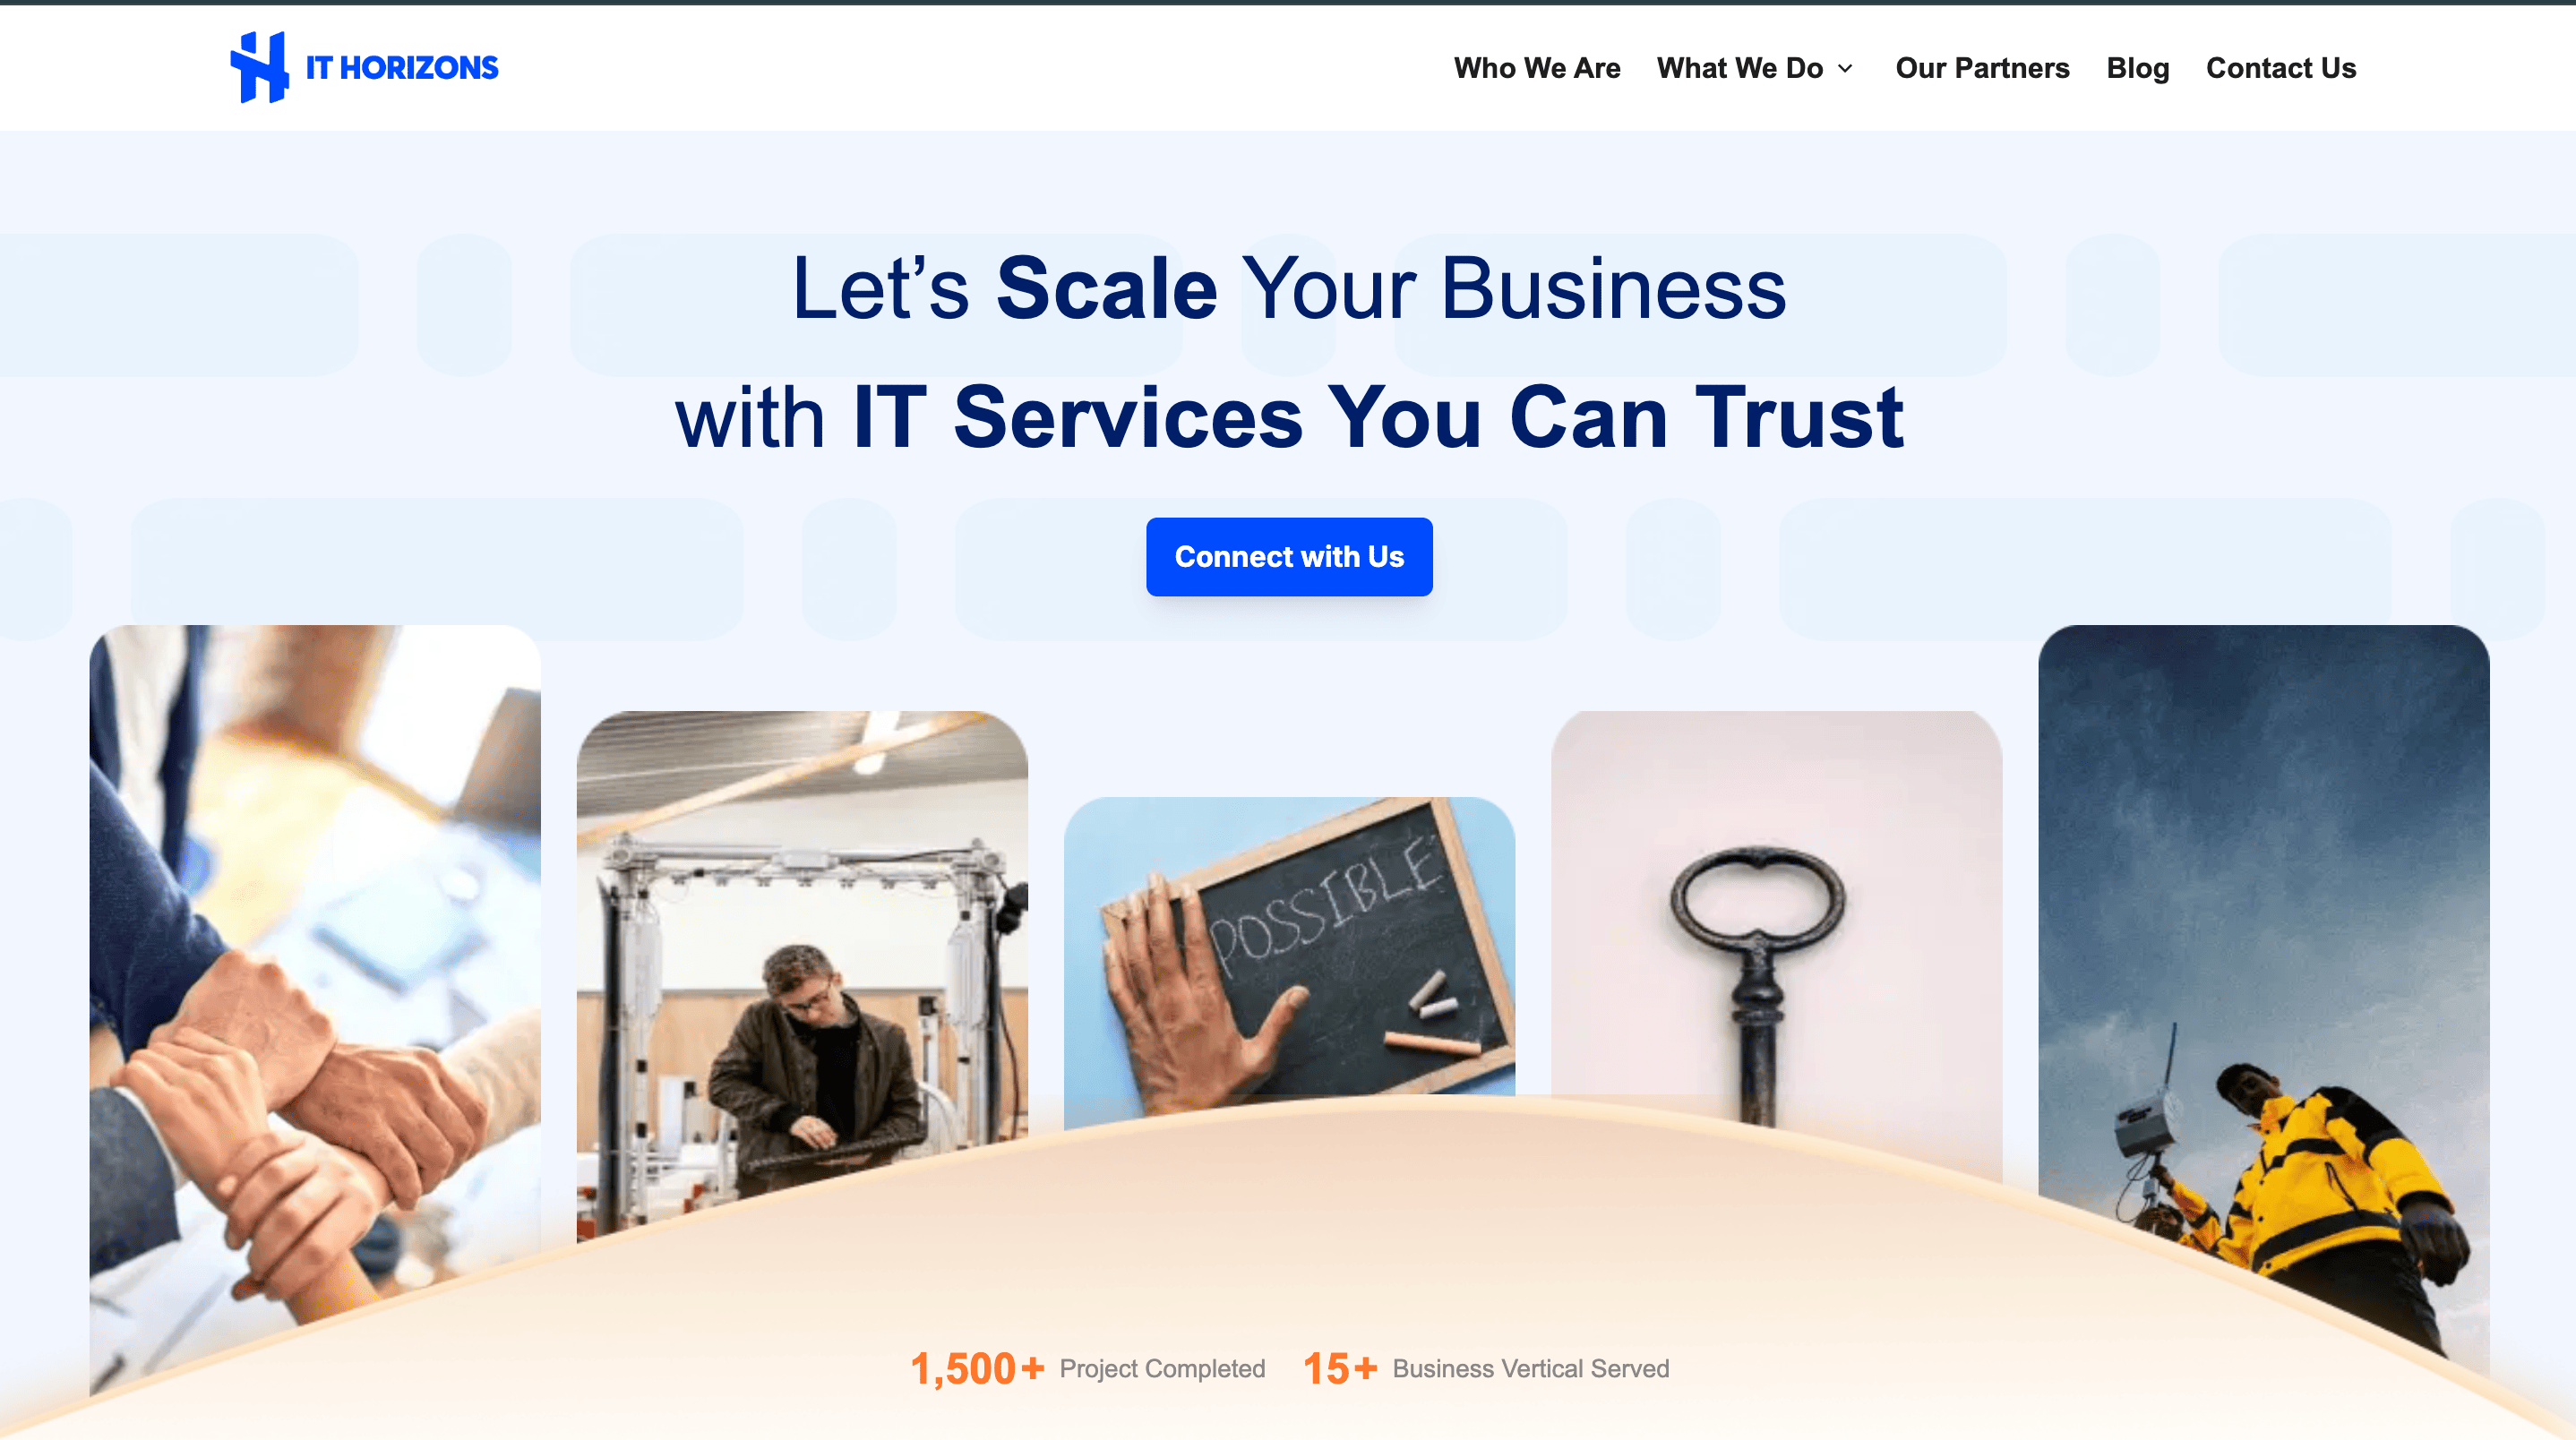 IT HORIZONS
Who We Are
What We Do
Our Partners
Blog
Contact Us
Let’s Scale Your Business
with IT Services You Can Trust
Connect with Us
POSSIBLE
1,500+ Project Completed
15+ Business Vertical Served